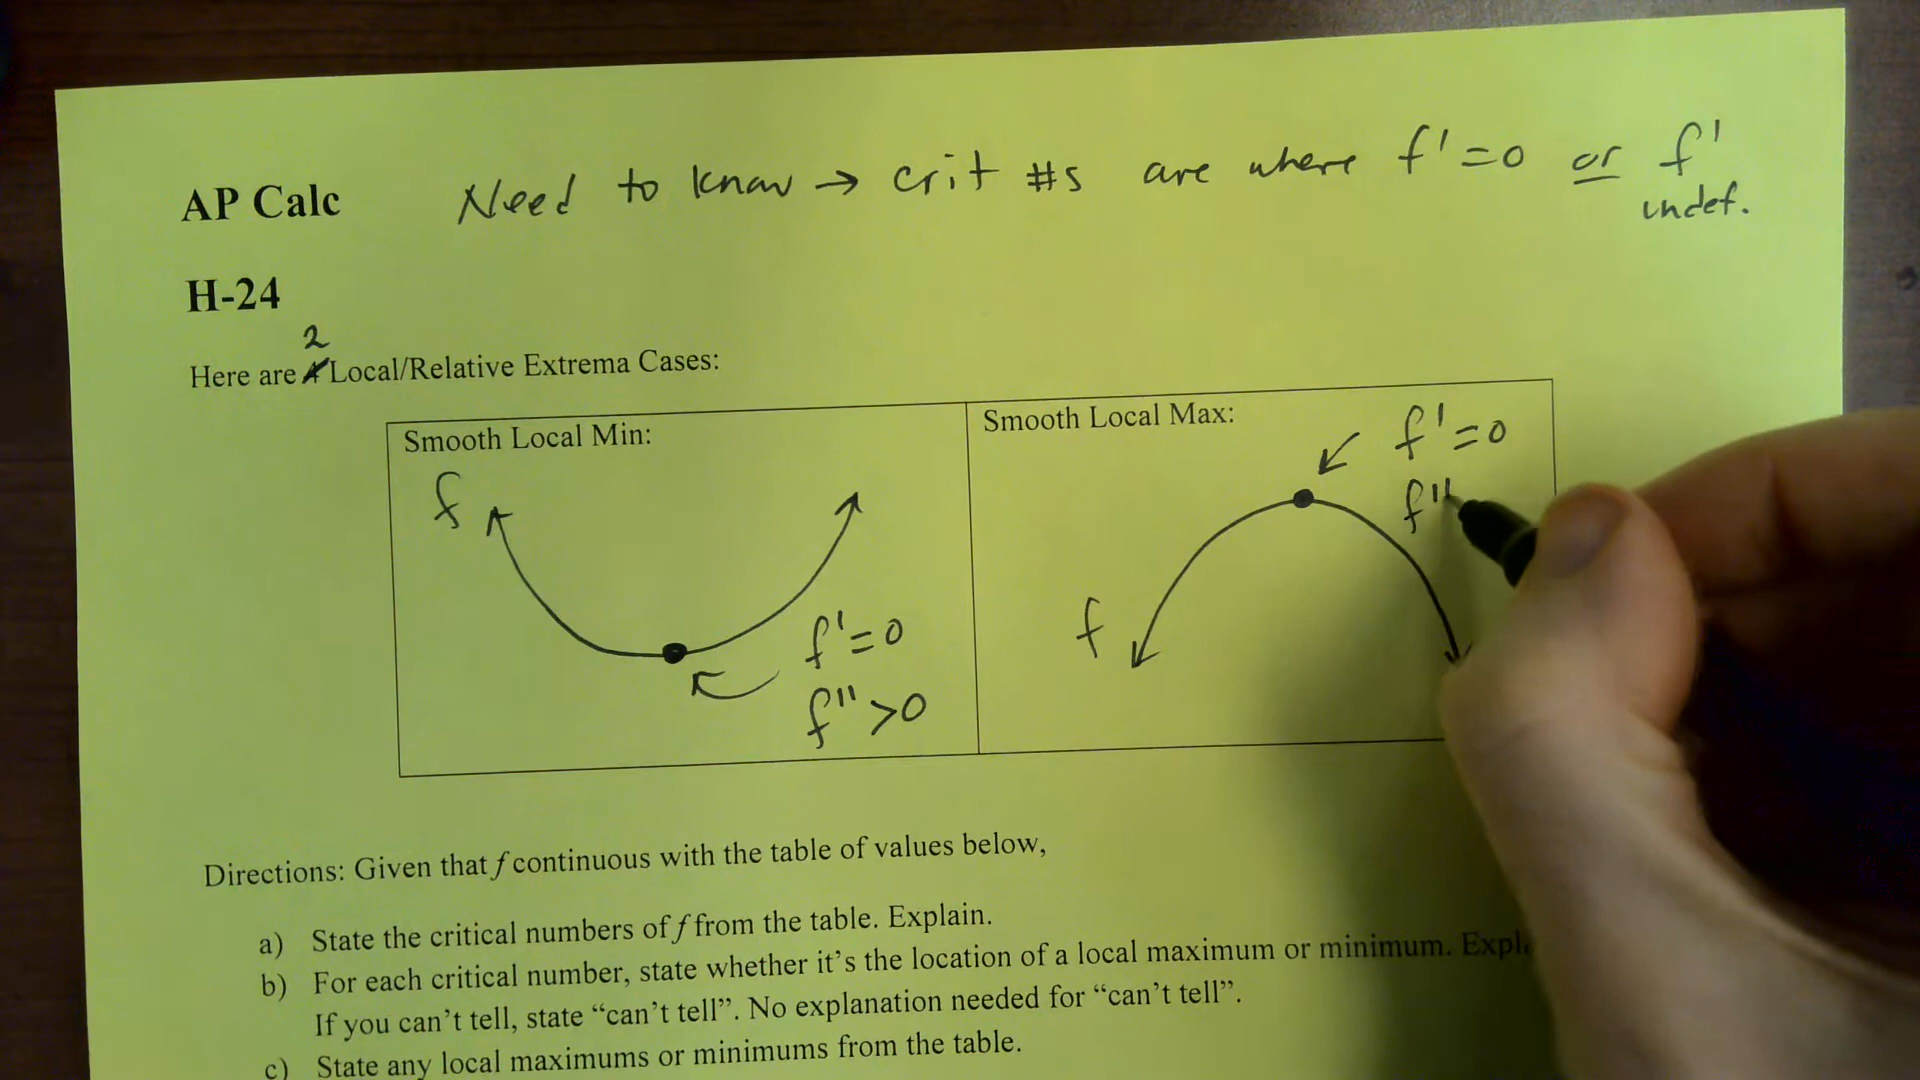 AP Calc Need to know → crit #s are where f'=0 or f' undef.
H-24
2
Here are 4 Local/Relative Extrema Cases:
Smooth Local Min:
f
f'=0
f''>0
Smooth Local Max:
f'=0
f''
f
Directions: Given that f continuous with the table of values below,
a) State the critical numbers of f from the table. Explain.
b) For each critical number, state whether it's the location of a local maximum or minimum.
If you can't tell, state “can't tell”. No explanation needed for “can't tell”.
c) State any local maximums or minimums from the table.